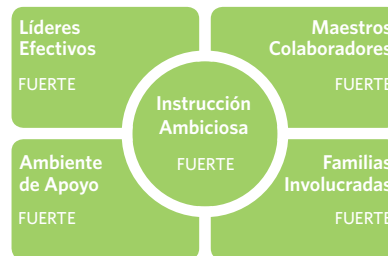 Líderes
Efectivos
FUERTE
Maestros
Colaboradores
FUERTE
Instrucción
Ambiciosa
FUERTE
Ambiente
de Apoyo
FUERTE
Familias
Involucradas
FUERTE